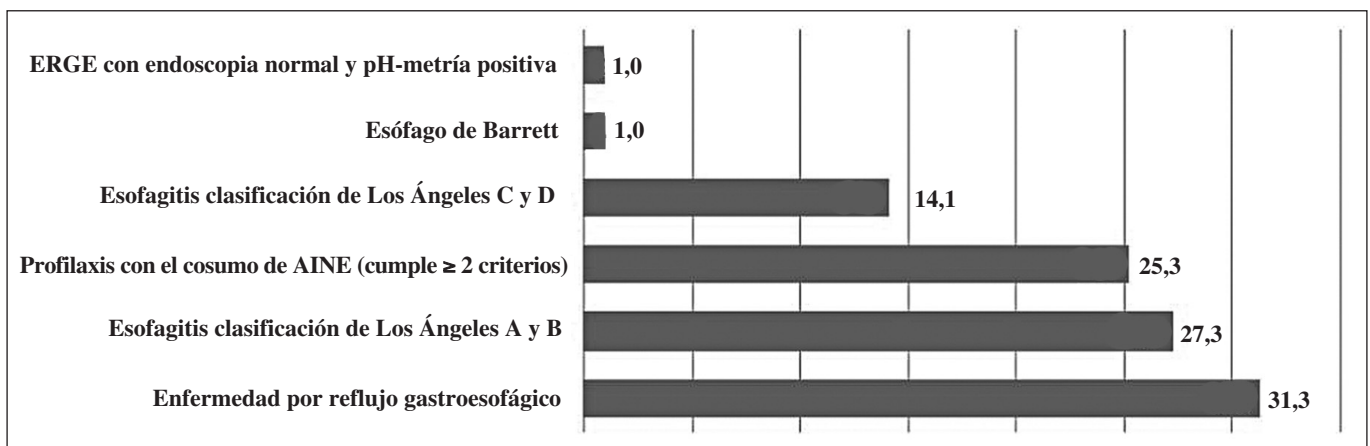 ERGE con endoscopia normal y pH-metría positiva 1,0
Esófago de Barrett 1,0
Esofagitis clasificación de Los Ángeles C y D 14,1
Profilaxis con el cosumo de AINE (cumple ≥ 2 criterios) 25,3
Esofagitis clasificación de Los Ángeles A y B 27,3
Enfermedad por reflujo gastroesofágico 31,3